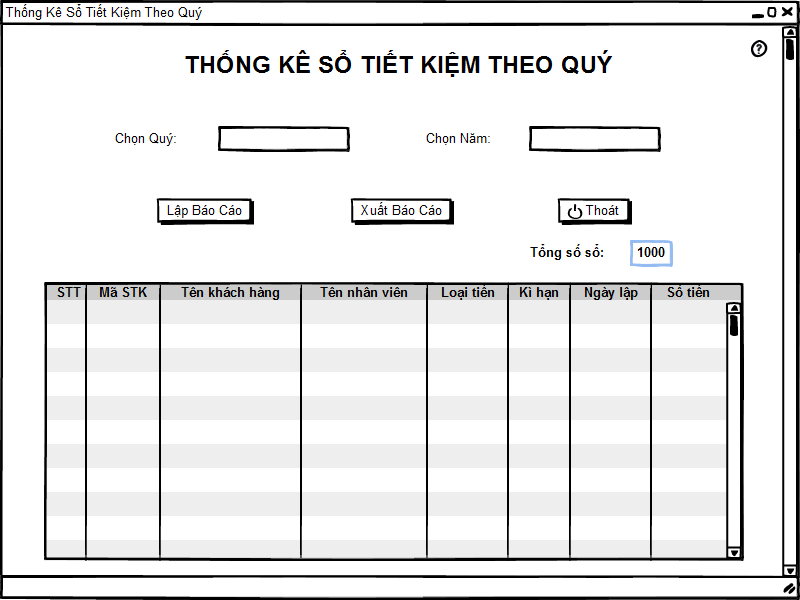 Thống Kê Sổ Tiết Kiệm Theo Quý
THỐNG KÊ SỔ TIẾT KIỆM THEO QUÝ
Chọn Quý:
Chọn Năm:
Lập Báo Cáo
Xuất Báo Cáo
Thoát
Tổng số sổ: 1000
STT Mã STK Tên khách hàng Tên nhân viên Loại tiền Kì hạn Ngày lập Số tiền